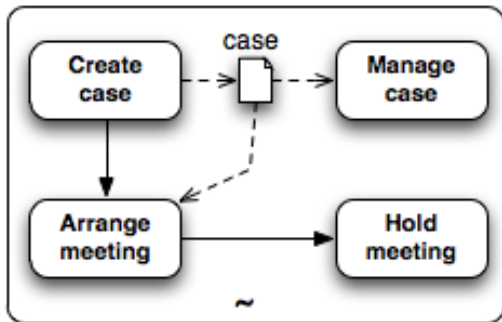 case
Create
case
Manage
case
Arrange
meeting
Hold
meeting
~